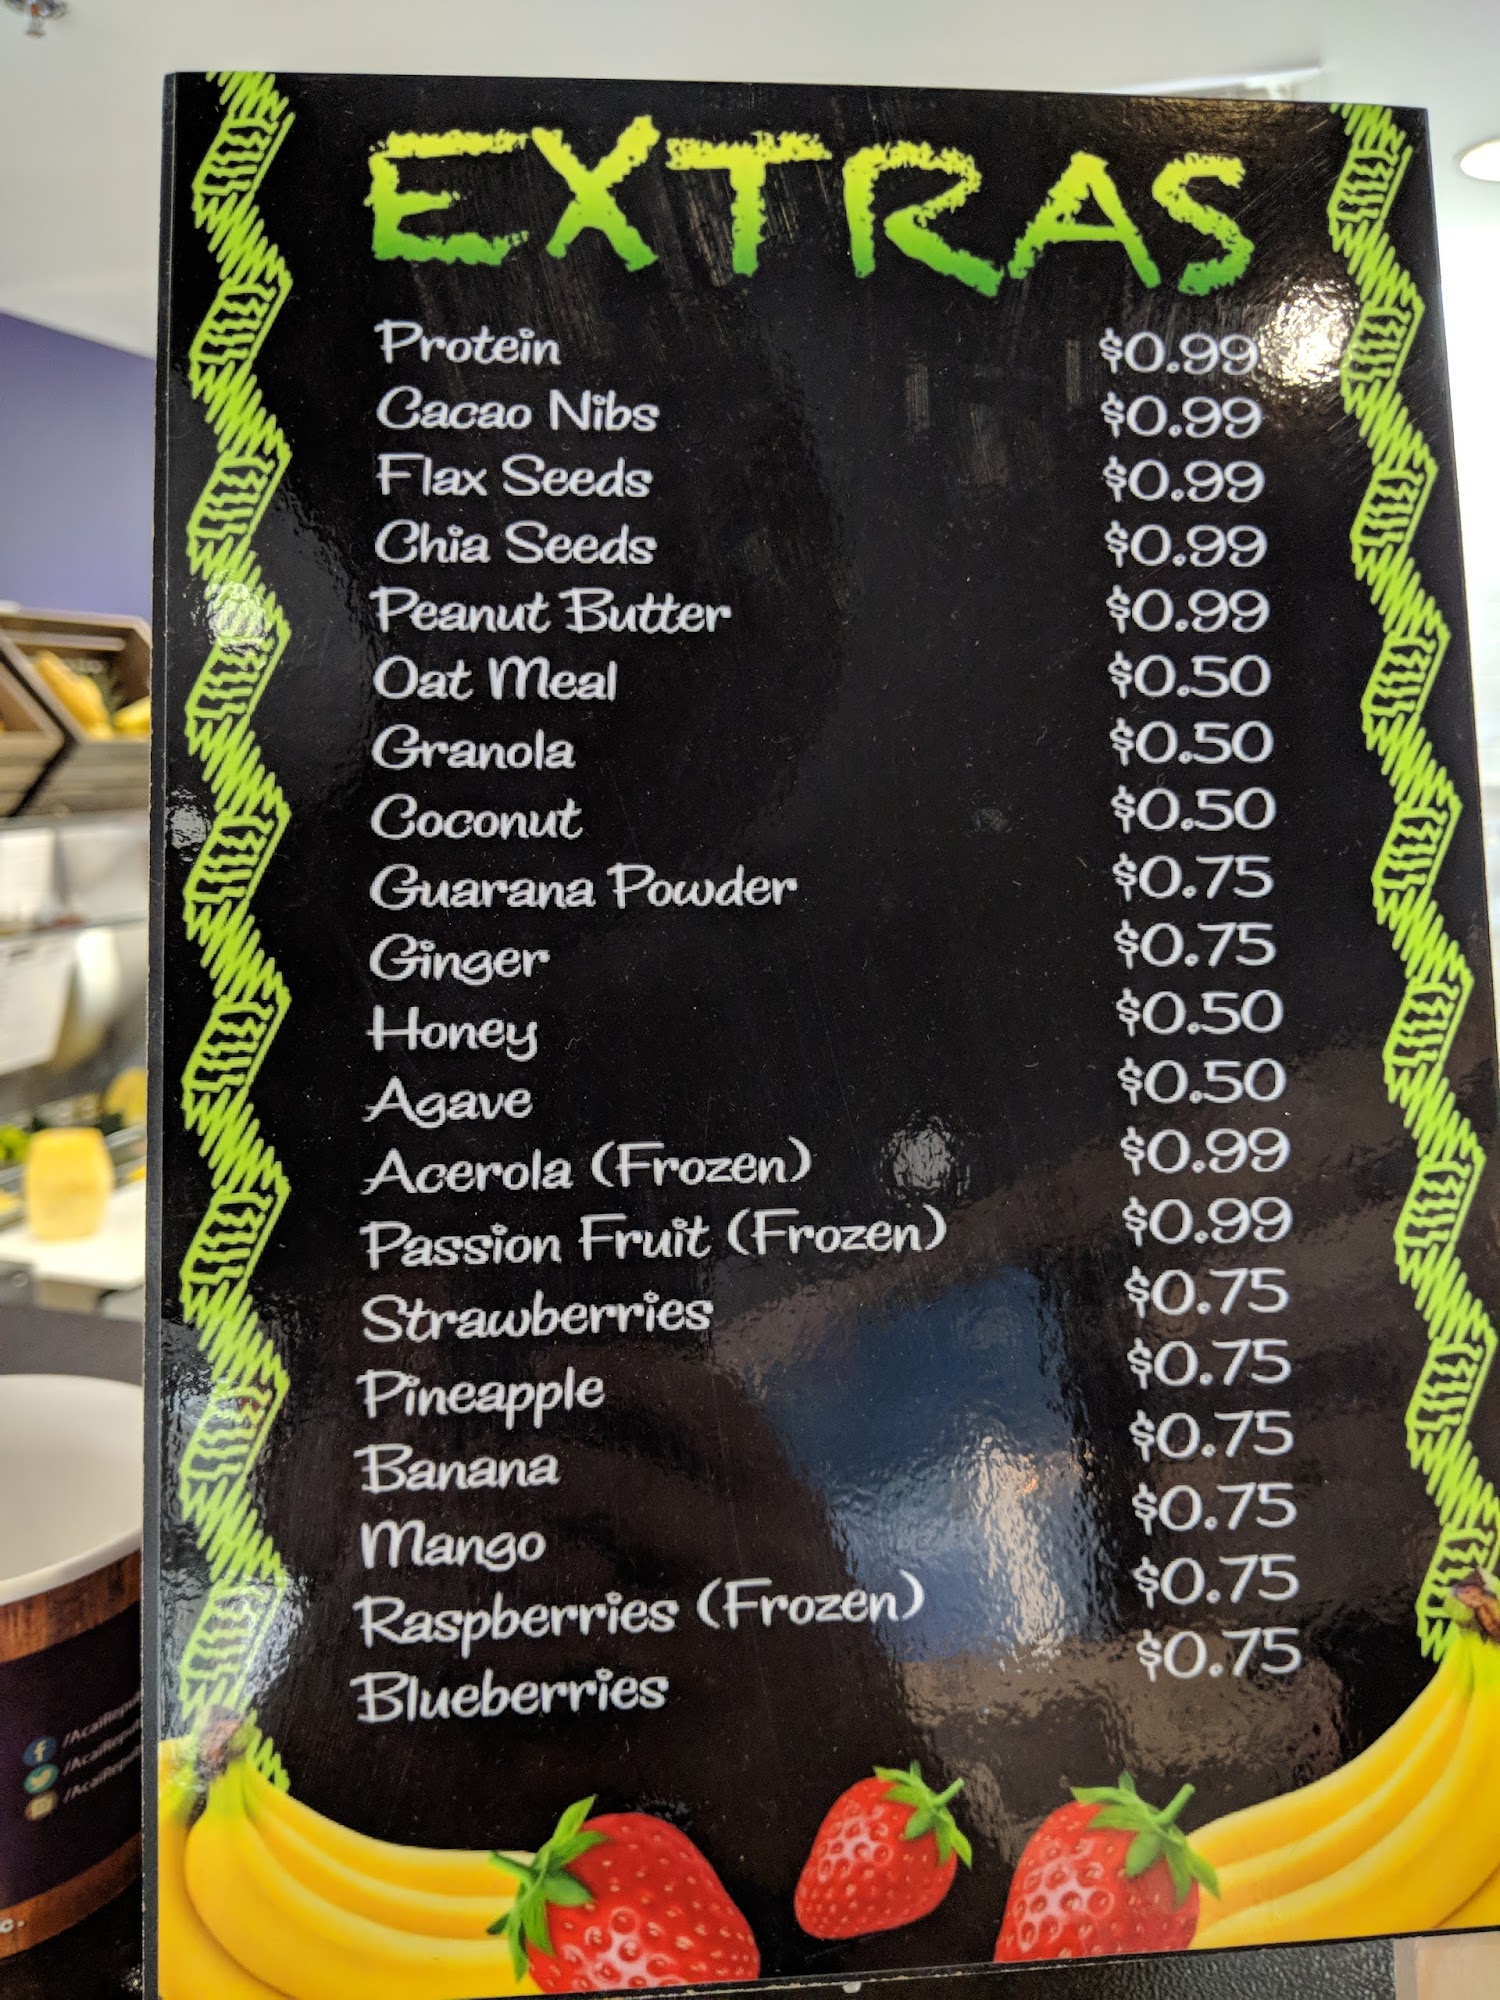 EXTRAS
Protein $0.99
Cacao Nibs $0.99
Flax Seeds $0.99
Chia Seeds $0.99
Peanut Butter $0.99
Oat Meal $0.50
Granola $0.50
Coconut $0.50
Guarana Powder $0.75
Ginger $0.75
Honey $0.50
Agave $0.50
Acerola (Frozen) $0.99
Passion Fruit (Frozen) $0.99
Strawberries $0.75
Pineapple $0.75
Banana $0.75
Mango $0.75
Raspberries (Frozen) $0.75
Blueberries $0.75